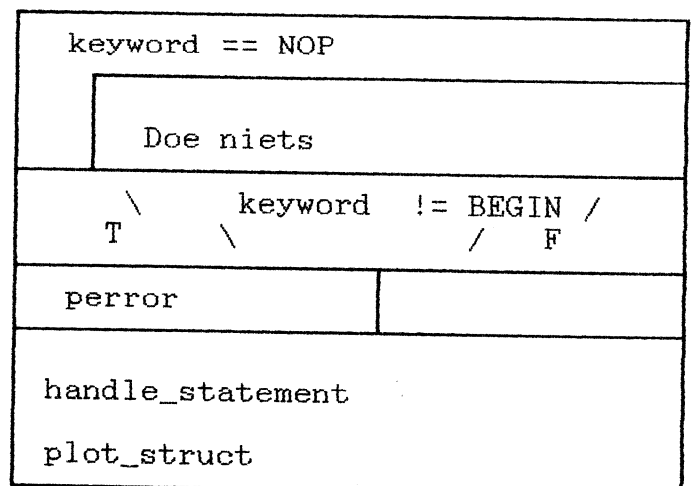 keyword == NOP
Doe niets
\ keyword != BEGIN /
T \ / F
perror
handle_statement
plot_struct